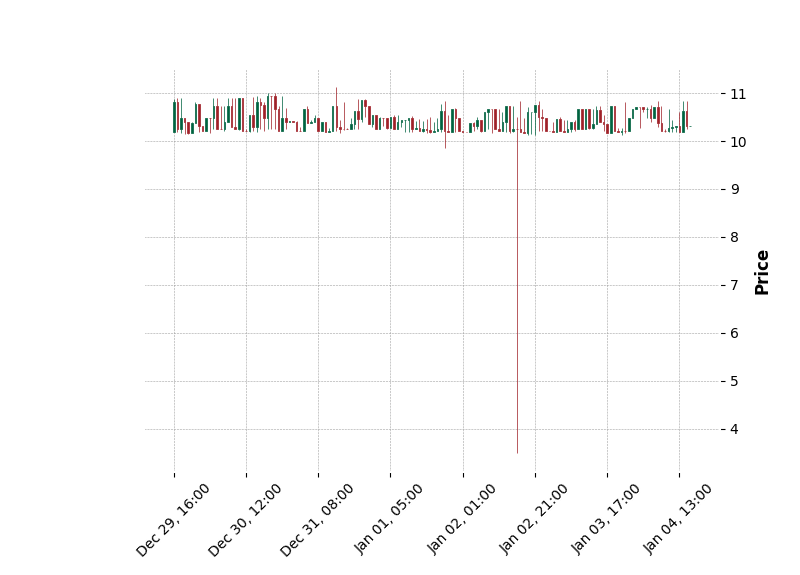 11
10
9
8
7
6
5
4
Price
Dec 29, 16:00
Dec 30, 12:00
Dec 31, 08:00
Jan 01, 05:00
Jan 02, 01:00
Jan 02, 21:00
Jan 03, 17:00
Jan 04, 13:00